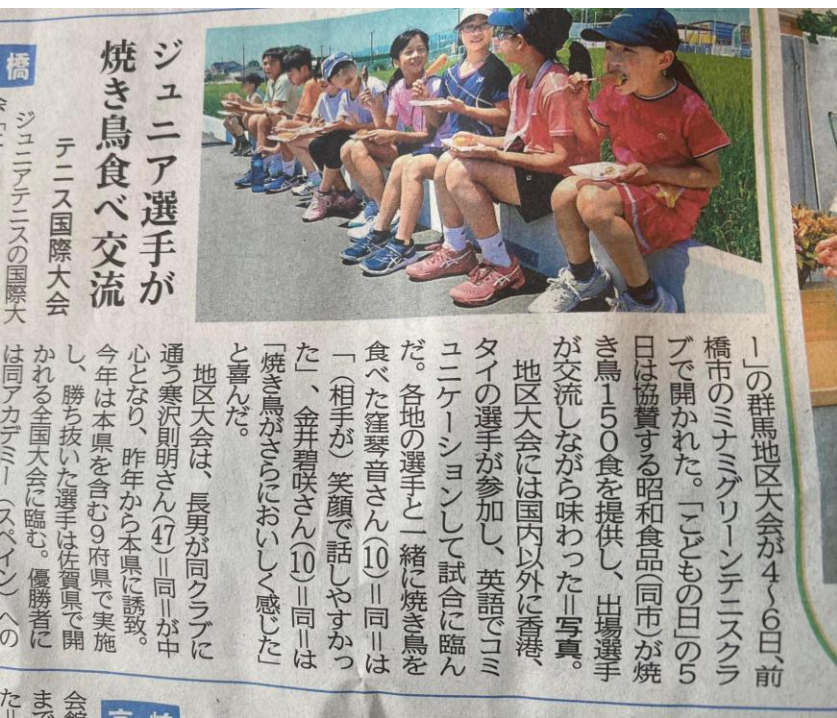 橋
ジュニア選手が
焼き鳥食べ交流
テニス国際大会
ジュニアテニスの国際大
ー」の群馬地区大会が4〜6日、前
橋市のミナミグリーンテニスクラ
ブで開かれた。「こどもの日」の5
日は協賛する昭和食品(同市)が焼
き鳥150食を提供し、出場選手
が交流しながら味わった=写真。
地区大会には国内以外に香港、
タイの選手が参加し、英語でコミ
ュニケーションして試合に臨ん
だ。各地の選手と一緒に焼き鳥を
食べた窪琴音さん(10)=同=は
「(相手が)笑顔で話しやすかっ
た」、金井碧咲さん(10)=同=は
「焼き鳥がさらにおいしく感じた」
と喜んだ。
地区大会は、長男が同クラブに
通う寒沢則明さん(47)=同=が中
心となり、昨年から本県に誘致。
今年は本県を含む9府県で実施
し、勝ち抜いた選手は佐賀県で開
かれる全国大会に臨む。優勝者に
は同アカデミー(スペイン)への
会館
まで
た=